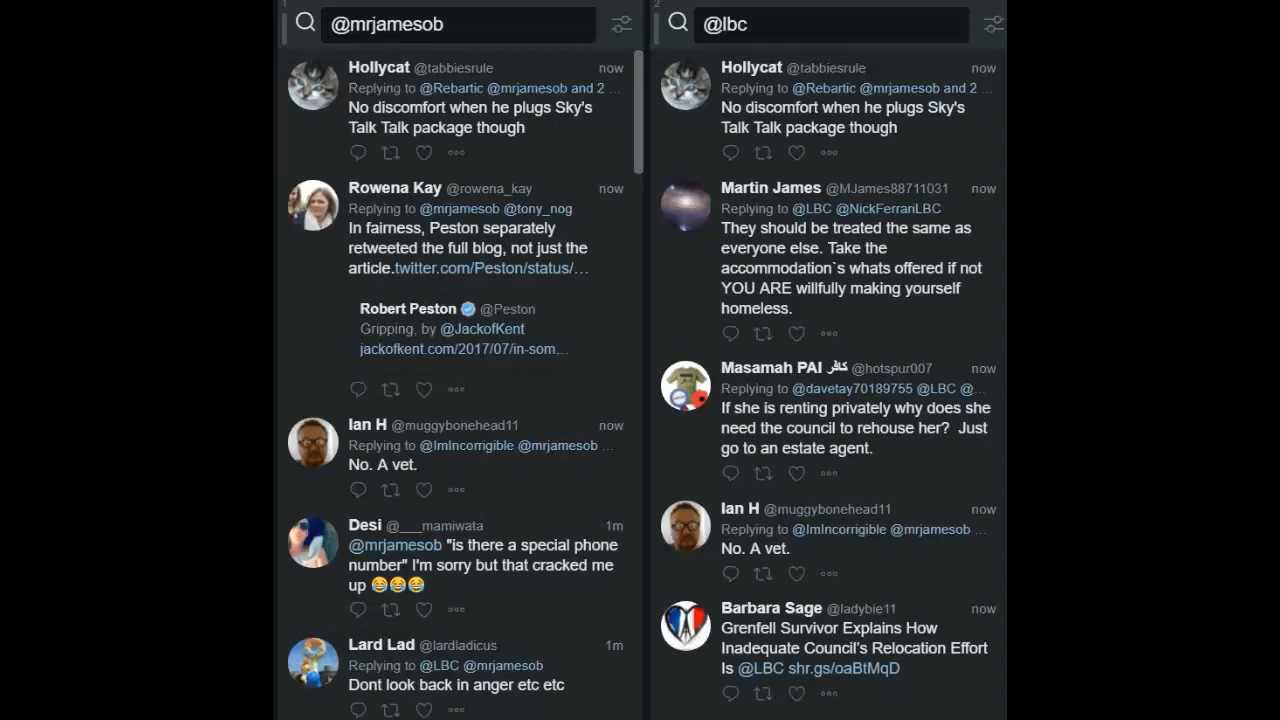 1
@mrjamesob
Hollycat @tabbiesrule now
Replying to @Rebartic @mrjamesob and 2 ...
No discomfort when he plugs Sky's
Talk Talk package though
Rowena Kay @rowena_kay now
Replying to @mrjamesob @tony_nog
In fairness, Peston separately
retweeted the full blog, not just the
article.twitter.com/Peston/status/…
Robert Peston @Peston
Gripping, by @JackofKent
jackofkent.com/2017/07/in-som…
Ian H @muggybonehead11 now
Replying to @ImIncorrigible @mrjamesob ...
No. A vet.
Desi @___mamiwata 1m
@mrjamesob "is there a special phone
number" I'm sorry but that cracked me
up 😂😂😂
Lard Lad @lardladicus 1m
Replying to @LBC @mrjamesob
Dont look back in anger etc etc
2
@lbc
Hollycat @tabbiesrule now
Replying to @Rebartic @mrjamesob and 2 ...
No discomfort when he plugs Sky's
Talk Talk package though
Martin James @MJames88711031 now
Replying to @LBC @NickFerrariLBC
They should be treated the same as
everyone else. Take the
accommodation`s whats offered if not
YOU ARE willfully making yourself
homeless.
Masamah PAI كافر @hotspur007 now
Replying to @davetay70189755 @LBC @...
If she is renting privately why does she
need the council to rehouse her? Just
go to an estate agent.
Ian H @muggybonehead11 now
Replying to @ImIncorrigible @mrjamesob ...
No. A vet.
Barbara Sage @ladybie11 now
Grenfell Survivor Explains How
Inadequate Council's Relocation Effort
Is @LBC shr.gs/oaBtMqD